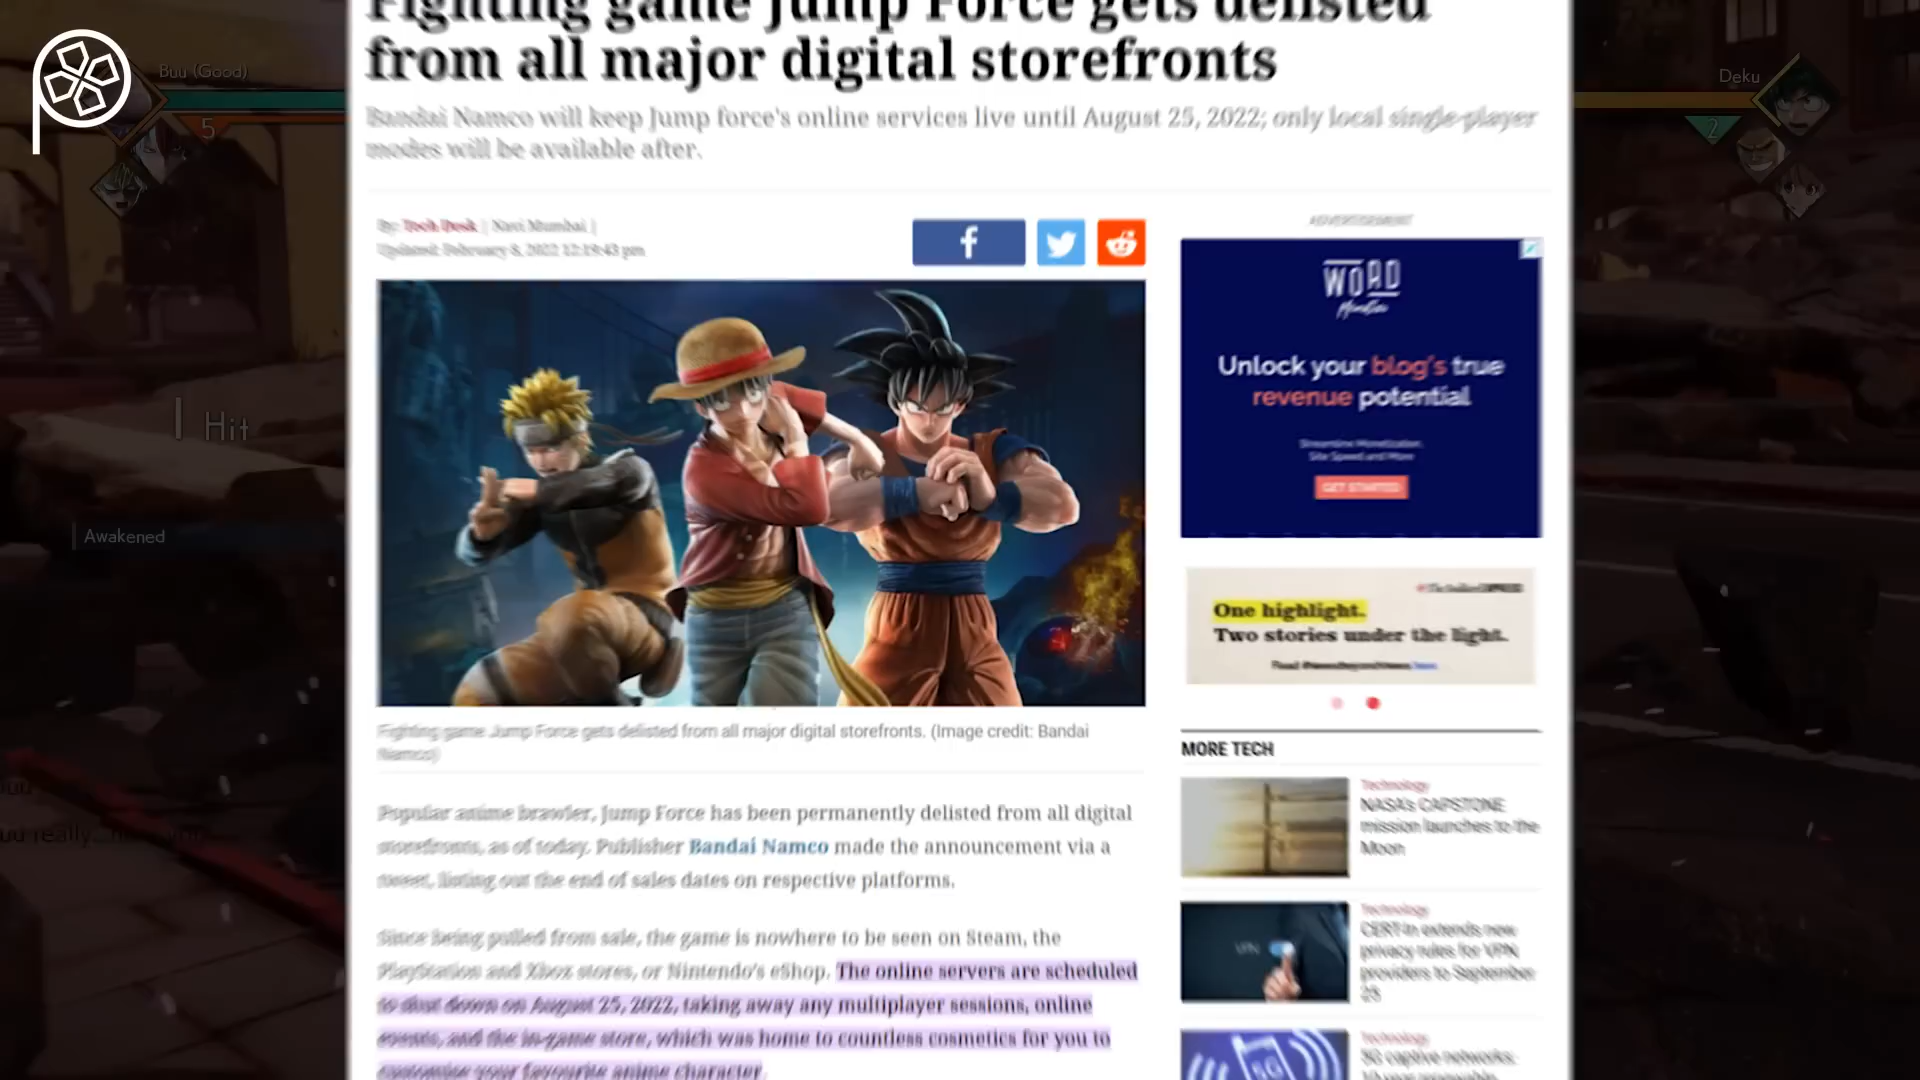 Fighting game Jump Force gets delisted
from all major digital storefronts
Bandai Namco will keep Jump force's online services live until August 25, 2022; only local single-player
modes will be available after.
By: Tech Desk | Navi Mumbai |
Updated: February 8, 2022 12:19:43 pm
Fighting game Jump Force gets delisted from all major digital storefronts. (Image credit: Bandai
Namco)
Popular anime brawler, Jump Force has been permanently delisted from all digital
storefronts, as of today. Publisher Bandai Namco made the announcement via a
tweet, listing out the end of sales dates on respective platforms.
Since being pulled from sale, the game is nowhere to be seen on Steam, the
PlayStation and Xbox stores, or Nintendo's eShop. The online servers are scheduled
to shut down on August 25, 2022, taking away any multiplayer sessions, online
events, and the in-game store, which was home to countless cosmetics for you to
customise your favourite anime character.
ADVERTISEMENT
WORD
Monetize
Unlock your blog's true
revenue potential
Streamline Monetization,
Site Speed and More
GET STARTED
The Indian EXPRESS
One highlight.
Two stories under the light.
MORE TECH
Technology
NASA's CAPSTONE
mission launches to the
Moon
VPN
Technology
CERT-In extends new
privacy rules for VPN
providers to September
25
5G
Technology
5G captive networks:
Buu (Good)
5
1 Hit
Awakened
Deku
2